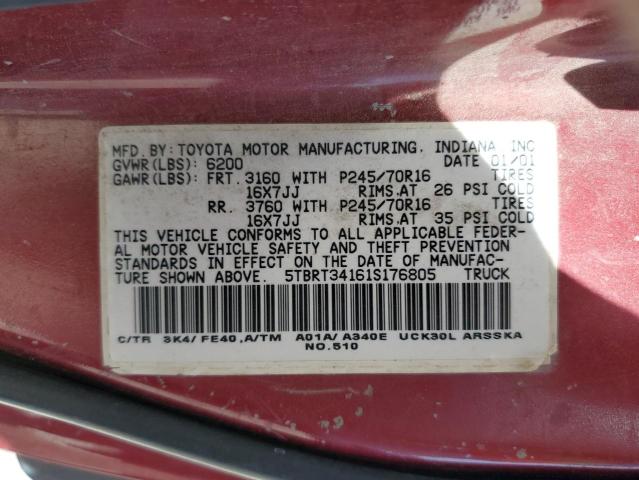 MFD. BY: TOYOTA MOTOR MANUFACTURING, INDIANA, INC
GVWR(LBS): 6200 DATE 01/01
GAWR(LBS): FRT. 3160 WITH P245/70R16 TIRES
16X7JJ RIMS,AT 26 PSI COLD
RR. 3760 WITH P245/70R16 TIRES
16X7JJ RIMS,AT 35 PSI COLD
THIS VEHICLE CONFORMS TO ALL APPLICABLE FEDER-
AL MOTOR VEHICLE SAFETY AND THEFT PREVENTION
STANDARDS IN EFFECT ON THE DATE OF MANUFAC-
TURE SHOWN ABOVE. 5TBRT34161S176805 TRUCK
C/TR 3K4/ FE40,A/TM A01A/ A340E UCK30L ARSSKA
NO.510